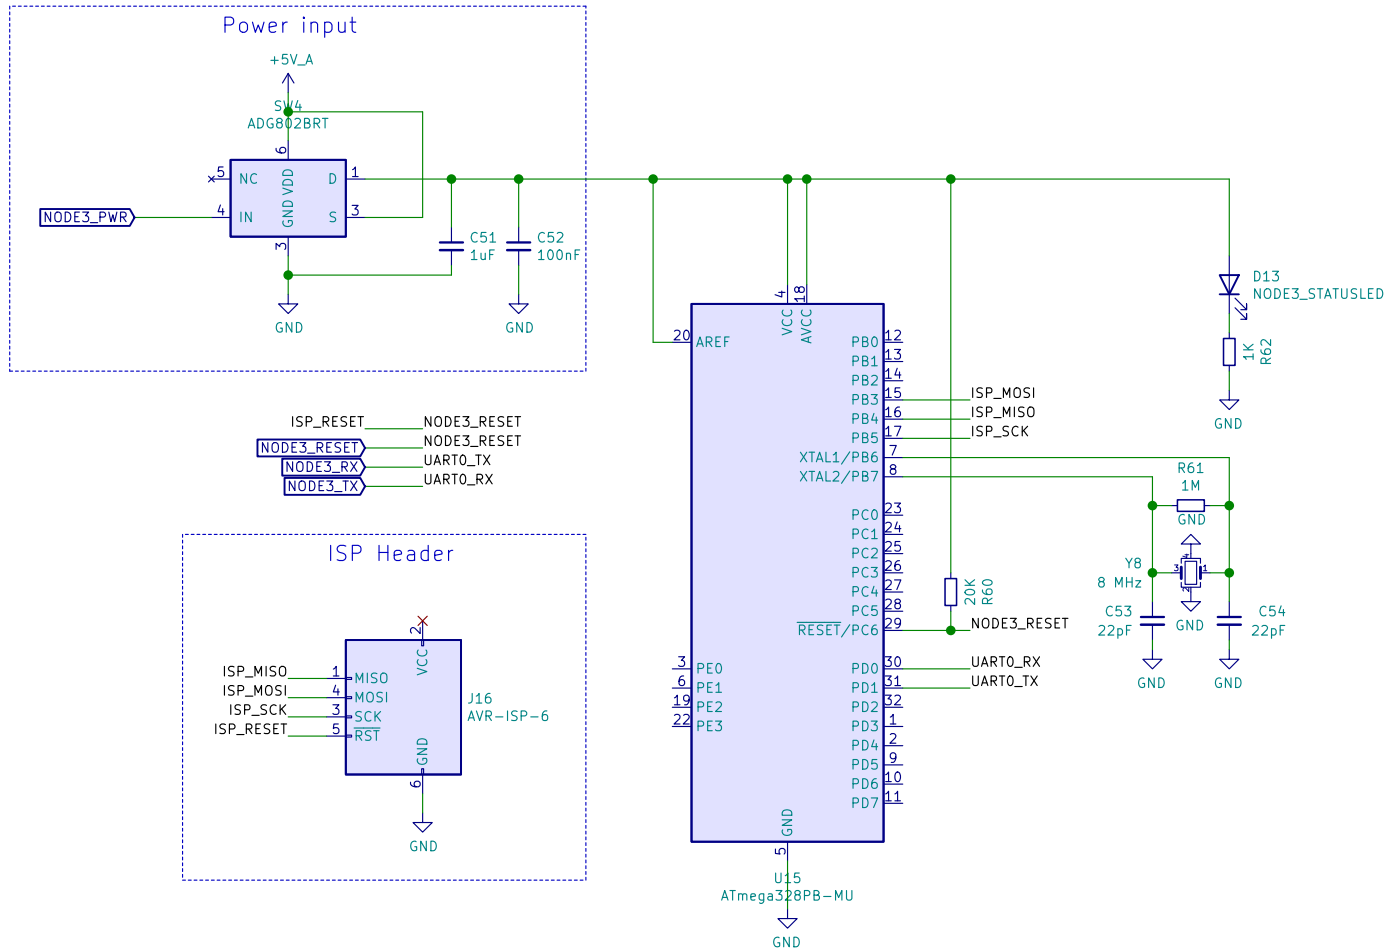 Power input
+5V_A
SW4
ADG802BRT
6
5
NC
VDD
D
1
NODE3_PWR
4
IN
GND
S
3
3
GND
C51
1uF
C52
100nF
GND
D13
NODE3_STATUSLED
1K
R62
GND
4
VCC
18
AVCC
20
AREF
PB0
12
PB1
13
PB2
14
PB3
15
ISP_MOSI
PB4
16
ISP_MISO
PB5
17
ISP_SCK
XTAL1/PB6
7
XTAL2/PB7
8
PC0
23
PC1
24
PC2
25
PC3
26
PC4
27
PC5
28
RESET/PC6
29
NODE3_RESET
20K
R60
3
PE0
6
PE1
19
PE2
22
PE3
PD0
30
UART0_RX
PD1
31
UART0_TX
PD2
32
PD3
1
PD4
2
PD5
9
PD6
10
PD7
11
GND
5
U15
ATmega328PB-MU
GND
R61
1M
GND
Y8
8 MHz
4
3
1
2
GND
C53
22pF
GND
C54
22pF
GND
ISP_RESET
NODE3_RESET
NODE3_RESET
NODE3_RESET
NODE3_RX
UART0_TX
NODE3_TX
UART0_RX
ISP Header
2
VCC
ISP_MISO
1
MISO
ISP_MOSI
4
MOSI
ISP_SCK
3
SCK
ISP_RESET
5
RST
J16
AVR-ISP-6
GND
6
GND